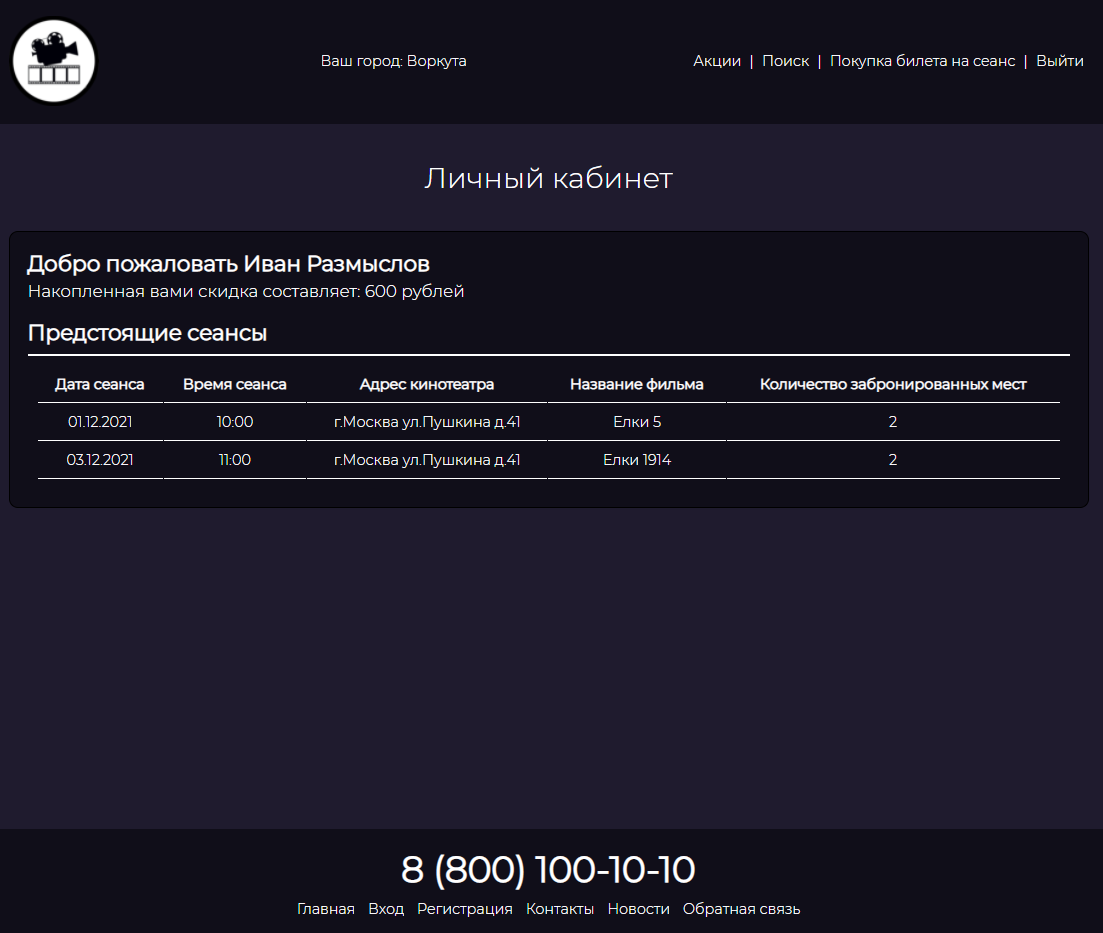 Ваш город: Воркута
Акции | Поиск | Покупка билета на сеанс | Выйти
Личный кабинет
Добро пожаловать Иван Размыслов
Накопленная вами скидка составляет: 600 рублей
Предстоящие сеансы
Дата сеанса Время сеанса Адрес кинотеатра Название фильма Количество забронированных мест
01.12.2021 10:00 г.Москва ул.Пушкина д.41 Елки 5 2
03.12.2021 11:00 г.Москва ул.Пушкина д.41 Елки 1914 2
8 (800) 100-10-10
Главная Вход Регистрация Контакты Новости Обратная связь